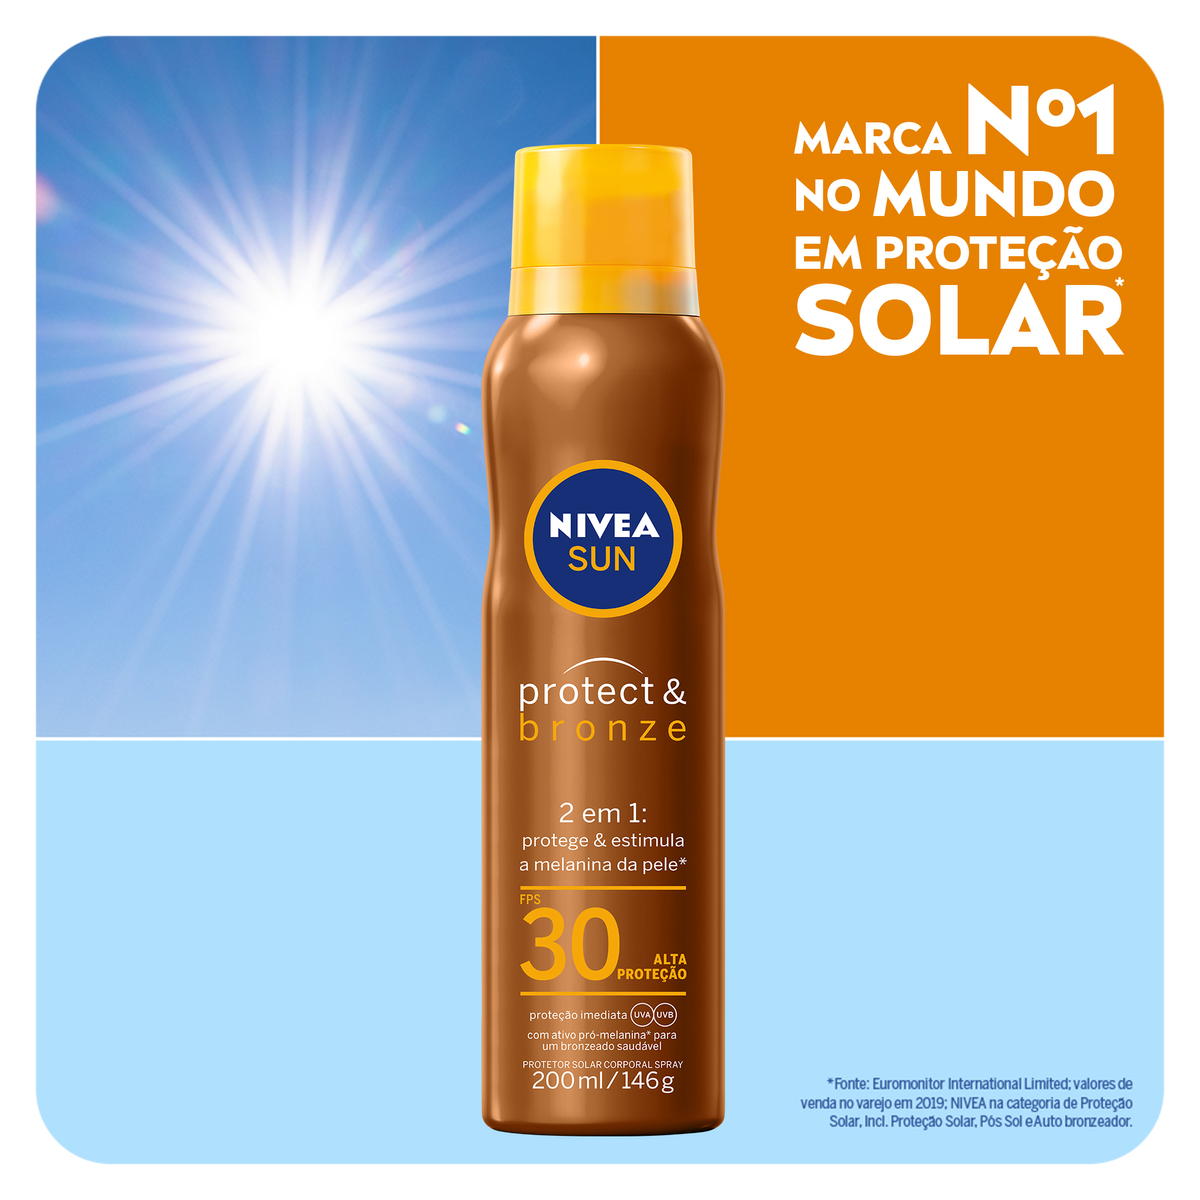 MARCA Nº1
NO MUNDO
EM PROTEÇÃO
SOLAR*
NIVEA
SUN
protect &
bronze
2 em 1:
protege & estimula
a melanina da pele*
FPS
30
ALTA
PROTEÇÃO
proteção imediata UVA UVB
com ativo pró-melanina* para
um bronzeado saudável
PROTETOR SOLAR CORPORAL SPRAY
200 ml/146 g
*Fonte: Euromonitor International Limited; valores de
venda no varejo em 2019; NIVEA na categoria de Proteção
Solar, Incl. Proteção Solar, Pós Sol e Auto bronzeador.